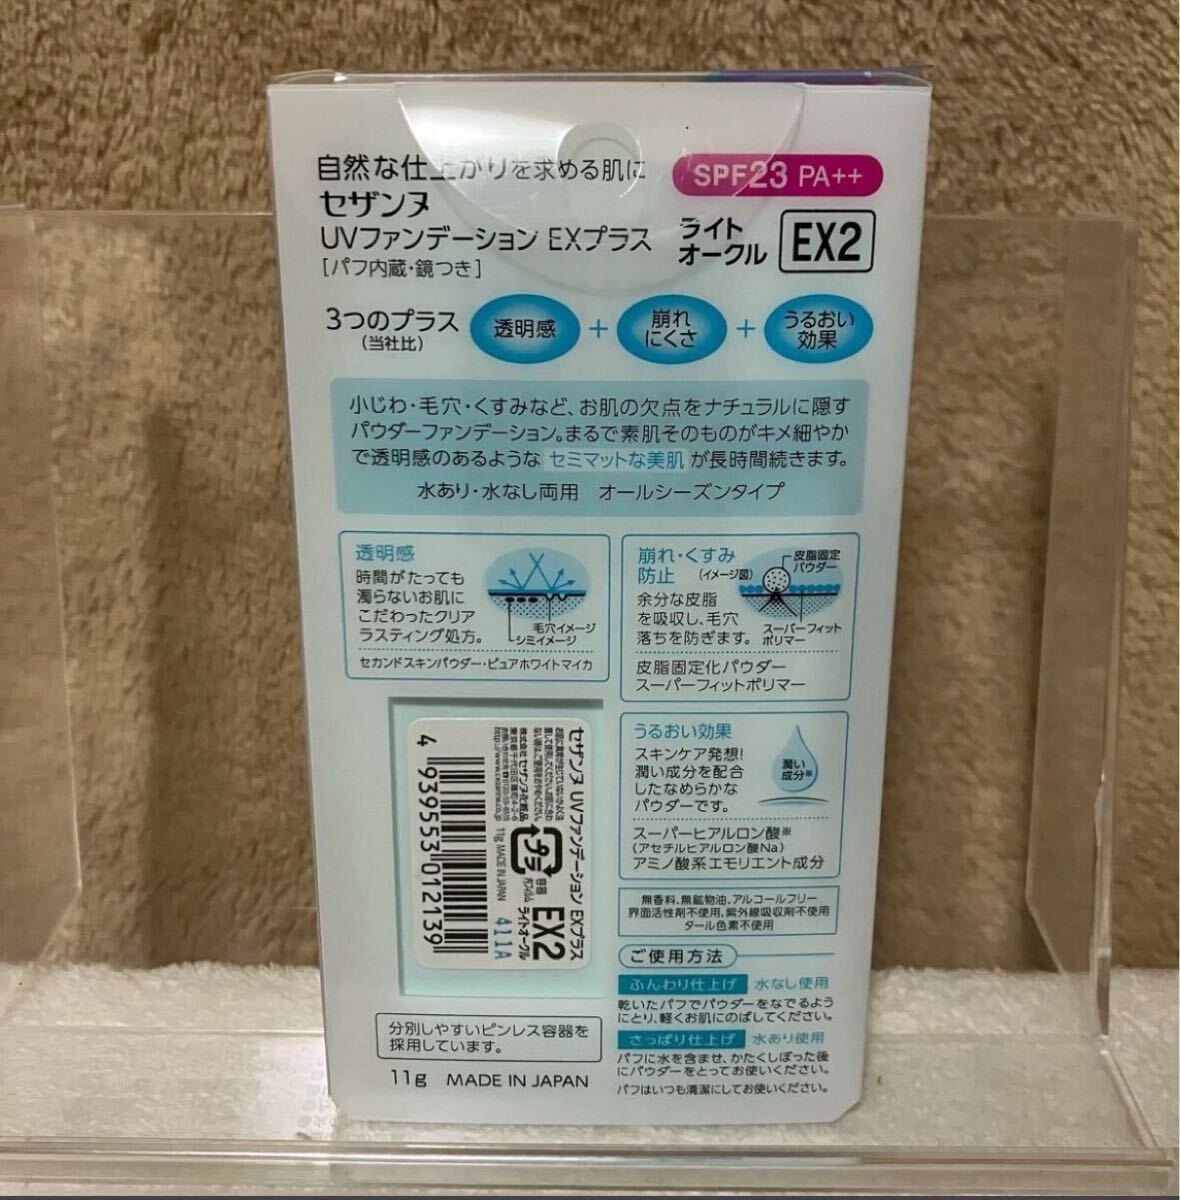 自然な仕上がりを求める肌に
セザンヌ
UVファンデーション EXプラス
[パフ内蔵・鏡つき]
SPF23 PA++
ライト
オークル
EX2
3つのプラス
(当社比)
透明感
+
崩れ
にくさ
+
うるおい
効果
小じわ・毛穴・くすみなど、お肌の欠点をナチュラルに隠す
パウダーファンデーション。まるで素肌そのものがキメ細やか
で透明感のあるような セミマットな美肌 が長時間続きます。
水あり・水なし両用 オールシーズンタイプ
透明感
時間がたっても
濁らないお肌に
こだわったクリア
ラスティング処方。
毛穴イメージ
シミイメージ
セカンドスキンパウダー・ピュアホワイトマイカ
崩れ・くすみ
防止 (イメージ図)
皮脂固定
パウダー
余分な皮脂
を吸収し、毛穴
落ちを防ぎます。
スーパーフィット
ポリマー
皮脂固定化パウダー
スーパーフィットポリマー
うるおい効果
スキンケア発想!
潤い成分を配合
したなめらかな
パウダーです。
潤い
成分※
スーパーヒアルロン酸※
(アセチルヒアルロン酸Na)
アミノ酸系エモリエント成分
無香料、無鉱物油、アルコールフリー
界面活性剤不使用、紫外線吸収剤不使用
タール色素不使用
ご使用方法
ふんわり仕上げ 水なし使用
乾いたパフでパウダーをなでるよう
にとり、軽くお肌にのばしてください。
さっぱり仕上げ 水あり使用
パフに水を含ませ、かたくしぼった後
にパウダーをとってお使いください。
パフはいつも清潔にしてお使いください。
セザンヌ UVファンデーション EXプラス
EX2
ライトオークル
411A
プラ
容器
株式会社 セザンヌ化粧品
http://www.cezanne.co.jp
11g MADE IN JAPAN
4 939553 012139
分別しやすいピンレス容器を
採用しています。
11g MADE IN JAPAN